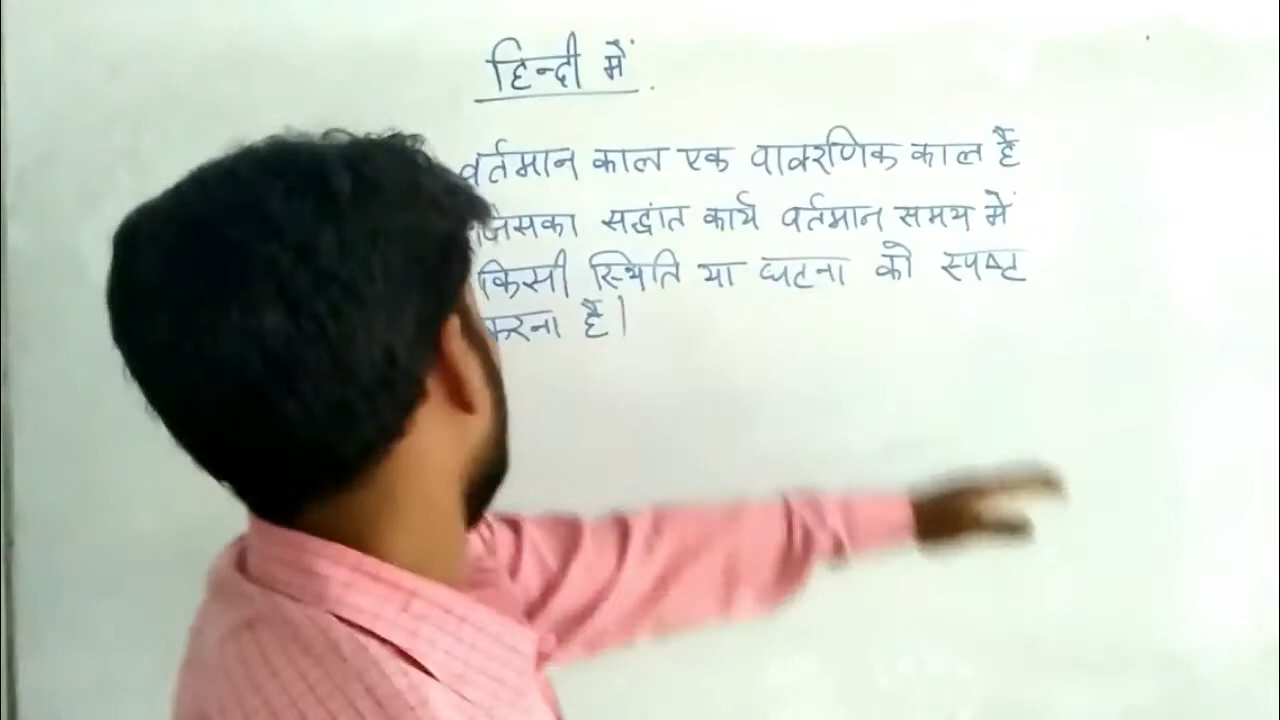 हिन्दी में
वर्तमान काल एक वाकरणिक काल है
जिसका सद्धांत कार्य वर्तमान समय में
किसी स्थिति या घटना को स्पष्ट
करना है।